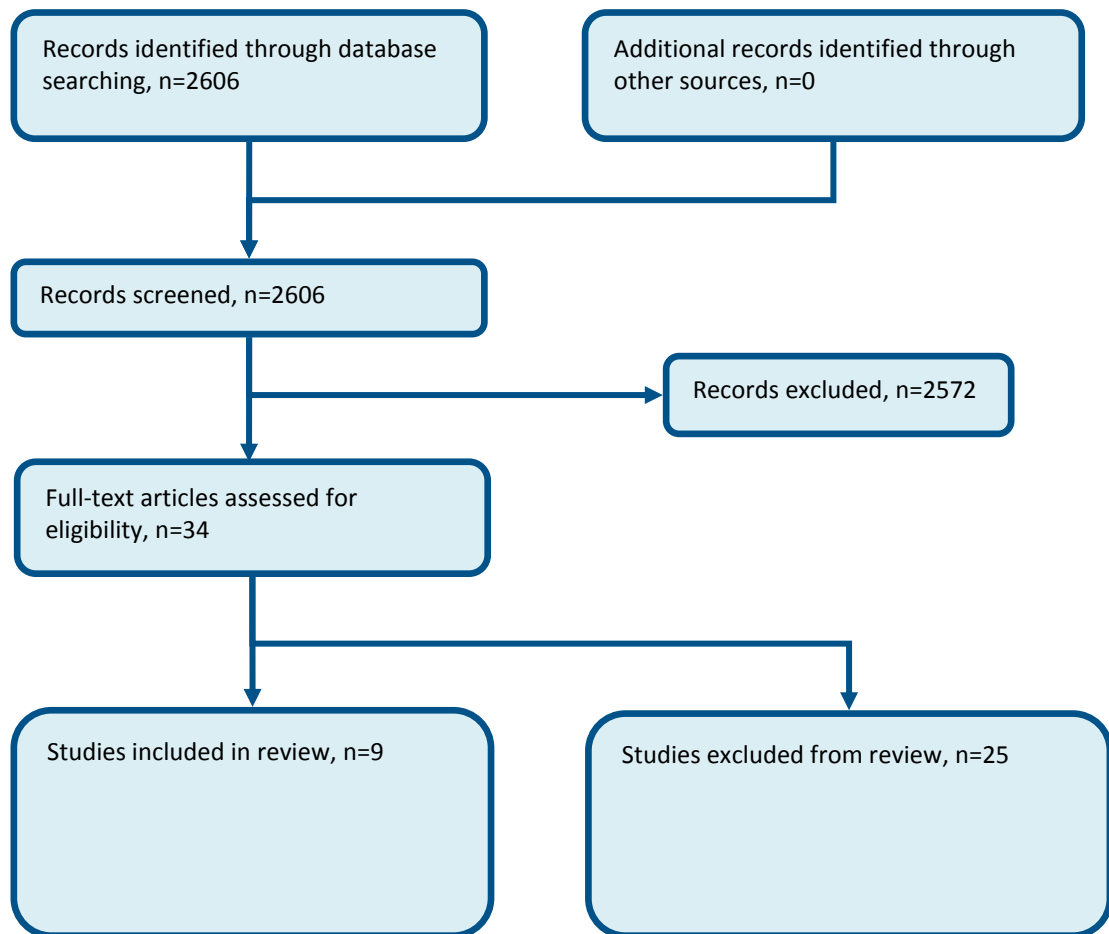 Records identified through database
searching, n=2606
Additional records identified through
other sources, n=0
Records screened, n=2606
Records excluded, n=2572
Full-text articles assessed for
eligibility, n=34
Studies included in review, n=9
Studies excluded from review, n=25